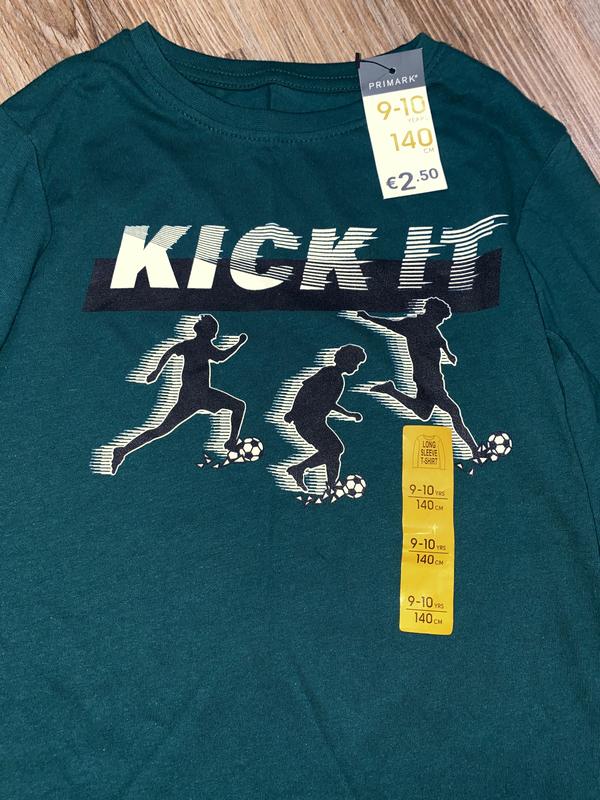 PRIMARK®
9-10
YEARS
140
CM
€2.50
KICK IT
LONG
SLEEVE
T-SHIRT
9-10 YRS
140 CM
9-10 YRS
140 CM
9-10 YRS
140 CM